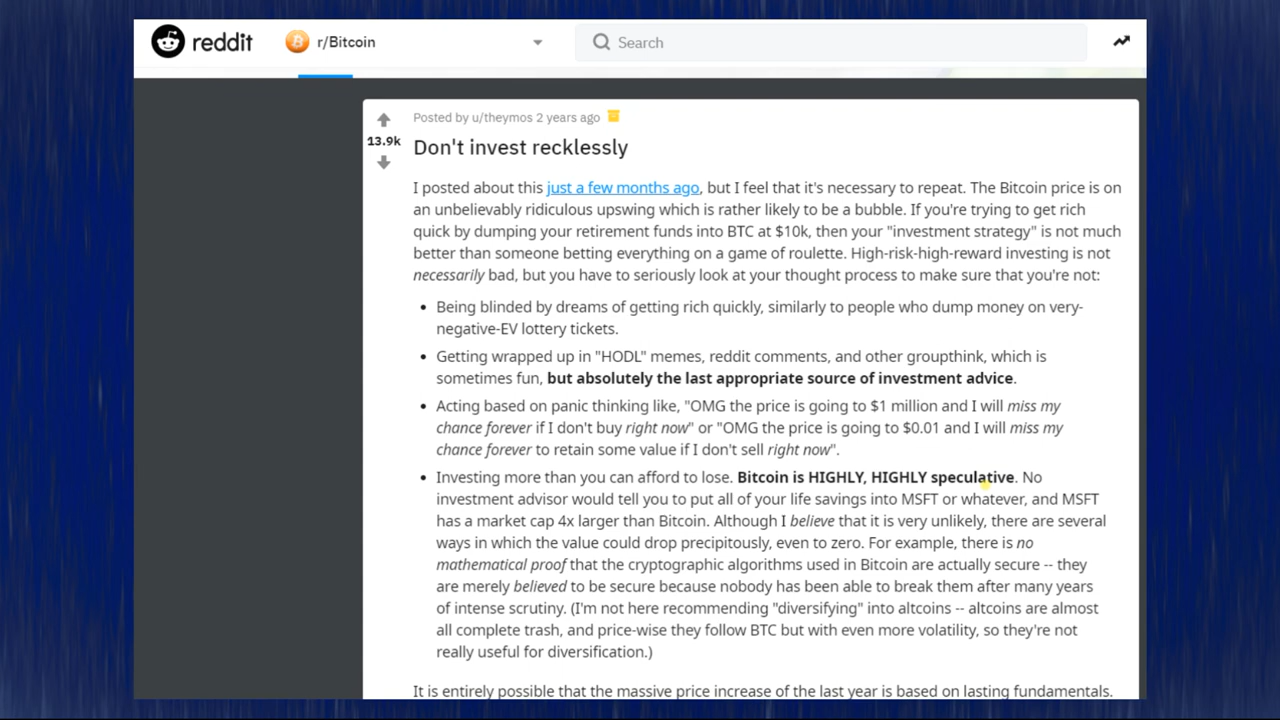 reddit r/Bitcoin Search
Posted by u/theymos 2 years ago
13.9k
Don't invest recklessly
I posted about this just a few months ago, but I feel that it's necessary to repeat. The Bitcoin price is on
an unbelievably ridiculous upswing which is rather likely to be a bubble. If you're trying to get rich
quick by dumping your retirement funds into BTC at $10k, then your "investment strategy" is not much
better than someone betting everything on a game of roulette. High-risk-high-reward investing is not
necessarily bad, but you have to seriously look at your thought process to make sure that you're not:
• Being blinded by dreams of getting rich quickly, similarly to people who dump money on very-
negative-EV lottery tickets.
• Getting wrapped up in "HODL" memes, reddit comments, and other groupthink, which is
sometimes fun, but absolutely the last appropriate source of investment advice.
• Acting based on panic thinking like, "OMG the price is going to $1 million and I will miss my
chance forever if I don't buy right now" or "OMG the price is going to $0.01 and I will miss my
chance forever to retain some value if I don't sell right now".
• Investing more than you can afford to lose. Bitcoin is HIGHLY, HIGHLY speculative. No
investment advisor would tell you to put all of your life savings into MSFT or whatever, and MSFT
has a market cap 4x larger than Bitcoin. Although I believe that it is very unlikely, there are several
ways in which the value could drop precipitously, even to zero. For example, there is no
mathematical proof that the cryptographic algorithms used in Bitcoin are actually secure -- they
are merely believed to be secure because nobody has been able to break them after many years
of intense scrutiny. (I'm not here recommending "diversifying" into altcoins -- altcoins are almost
all complete trash, and price-wise they follow BTC but with even more volatility, so they're not
really useful for diversification.)
It is entirely possible that the massive price increase of the last year is based on lasting fundamentals.